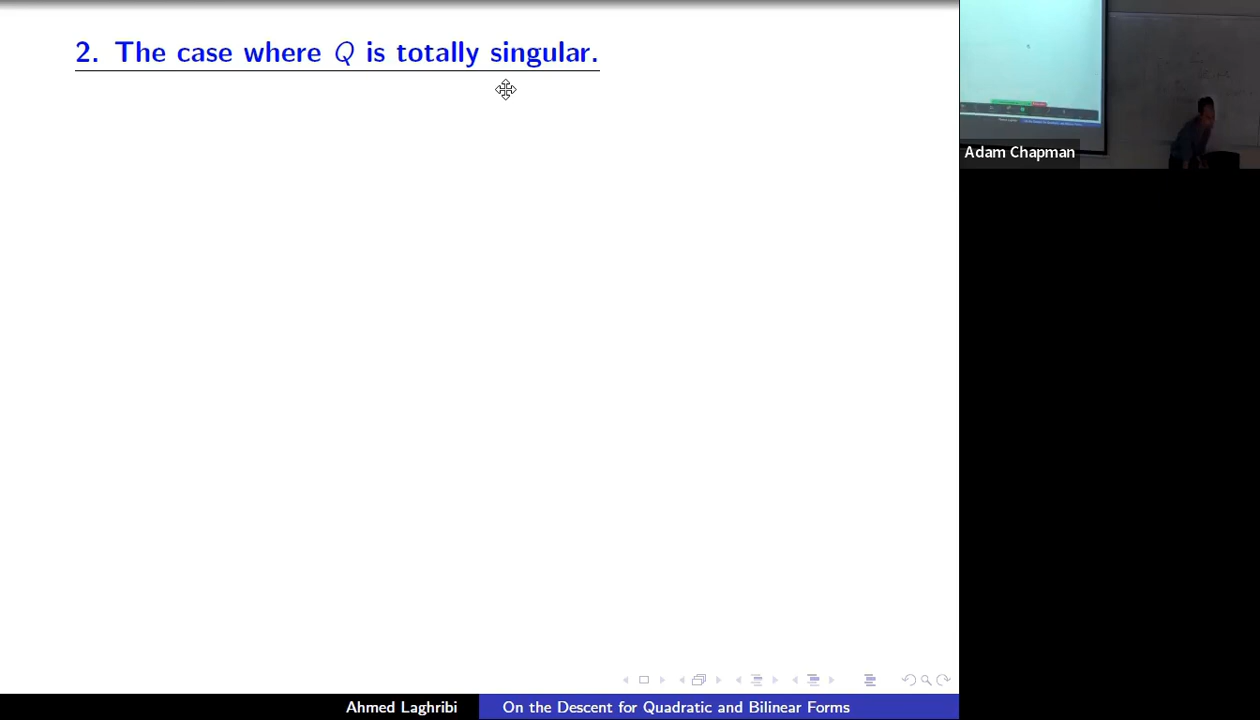 2. The case where Q is totally singular.
Adam Chapman
Ahmed Laghribi
On the Descent for Quadratic and Bilinear Forms